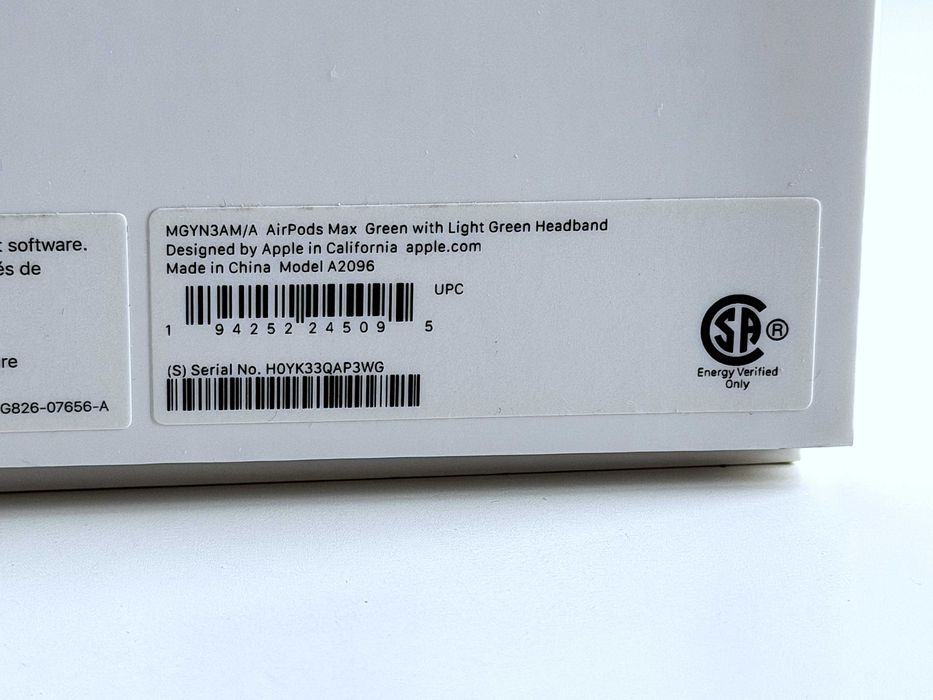 t software.
és de
re
G826-07656-A
MGYN3AM/A AirPods Max Green with Light Green Headband
Designed by Apple in California apple.com
Made in China Model A2096
UPC
1 94252 24509 5
(S) Serial No. H0YK33QAP3WG
SA ®
Energy Verified
Only